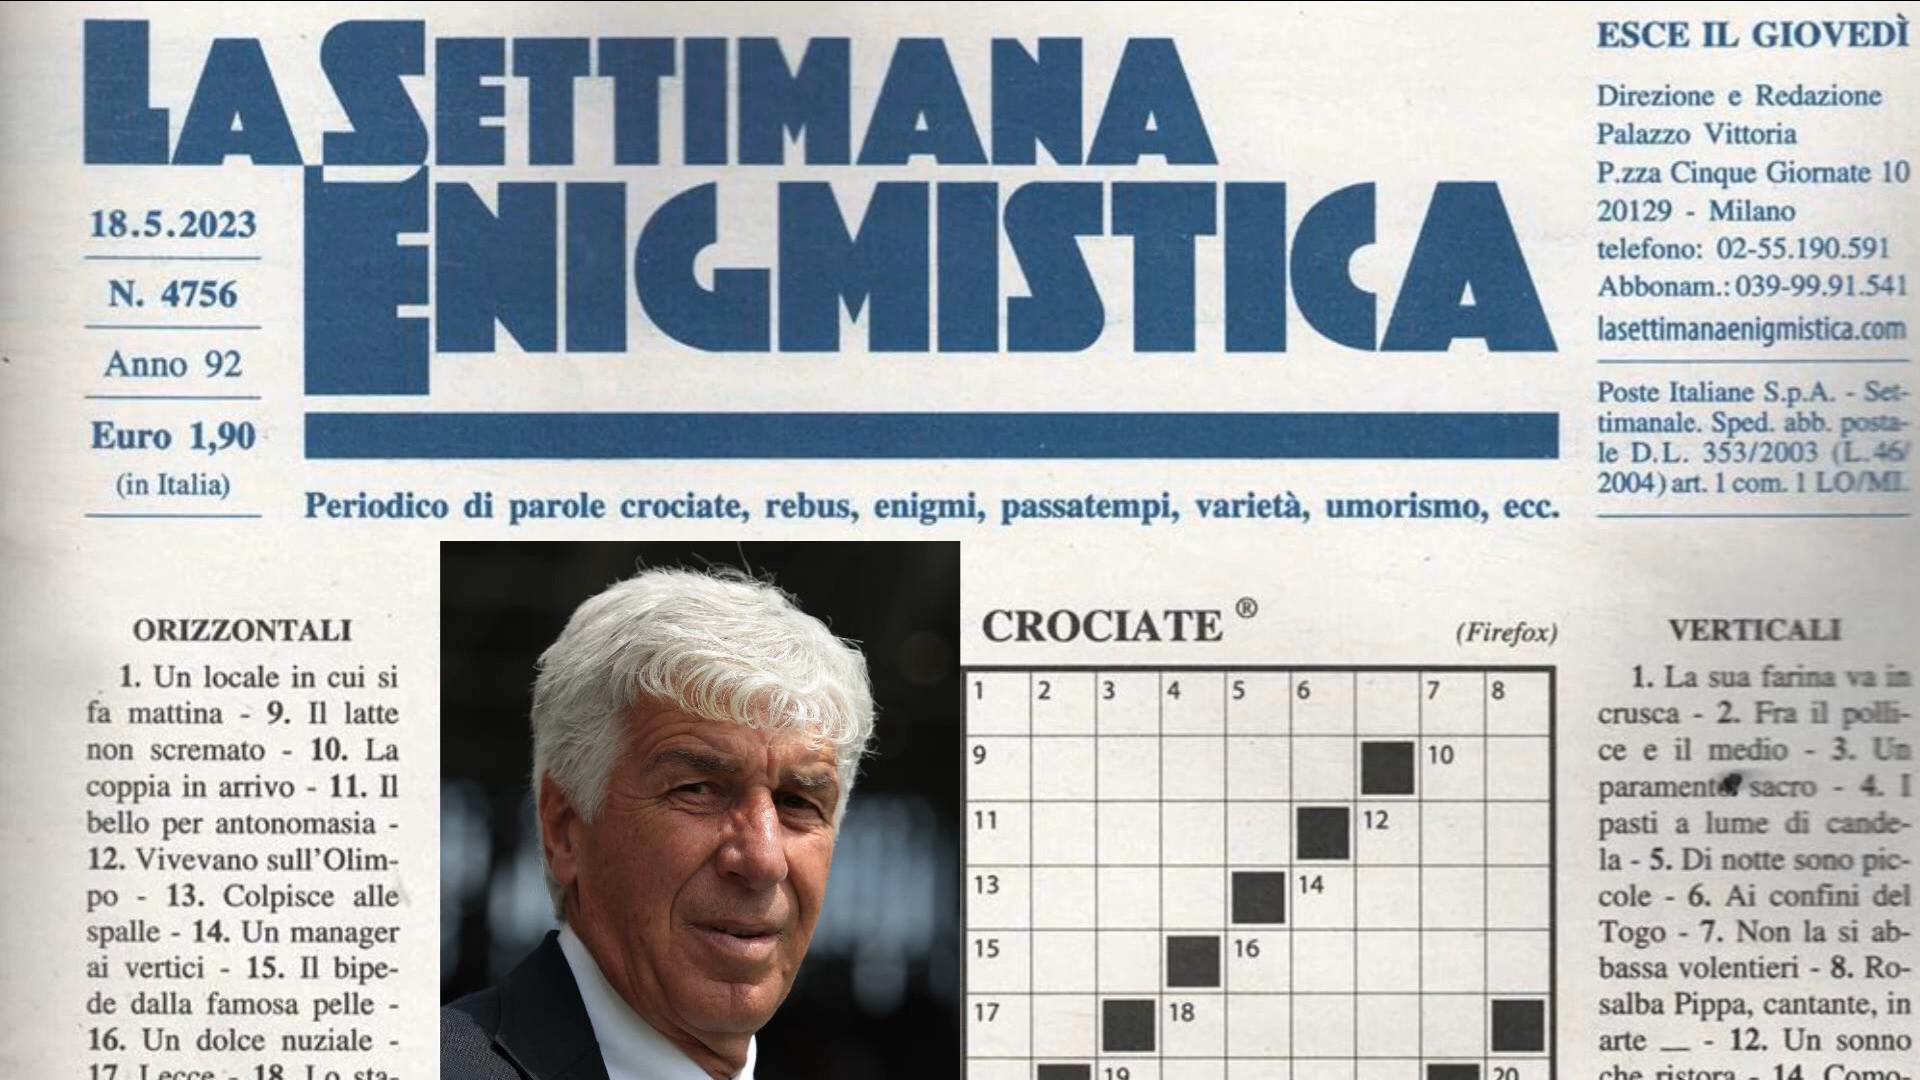 LA SETTIMANA
ENIGMISTICA
18.5.2023
N. 4756
Anno 92
Euro 1,90
(in Italia)
Periodico di parole crociate, rebus, enigmi, passatempi, varietà, umorismo, ecc.
ESCE IL GIOVEDÌ
Direzione e Redazione
Palazzo Vittoria
P.zza Cinque Giornate 10
20129 - Milano
telefono: 02-55.190.591
Abbonam.: 039-99.91.541
lasettimanaenigmistica.com
Poste Italiane S.p.A. - Set-
timanale. Sped. abb. posta-
le D.L. 353/2003 (L.46/
2004) art. 1 com. 1 LO/MI.
ORIZZONTALI
1. Un locale in cui si
fa mattina - 9. Il latte
non scremato - 10. La
coppia in arrivo - 11. Il
bello per antonomasia -
12. Vivevano sull'Olim-
po - 13. Colpisce alle
spalle - 14. Un manager
ai vertici - 15. Il bipe-
de dalla famosa pelle -
16. Un dolce nuziale -
17. Lecce - 18. Lo sta-
CROCIATE ®
(Firefox)
1 2 3 4 5 6 7 8
9 10
11 12
13 14
15 16
17 18
19 20
VERTICALI
1. La sua farina va in
crusca - 2. Fra il polli-
ce e il medio - 3. Un
paramento sacro - 4. I
pasti a lume di cande-
la - 5. Di notte sono pic-
cole - 6. Ai confini del
Togo - 7. Non la si ab-
bassa volentieri - 8. Ro-
salba Pippa, cantante, in
arte __ - 12. Un sonno
che ristora - 14. Como-